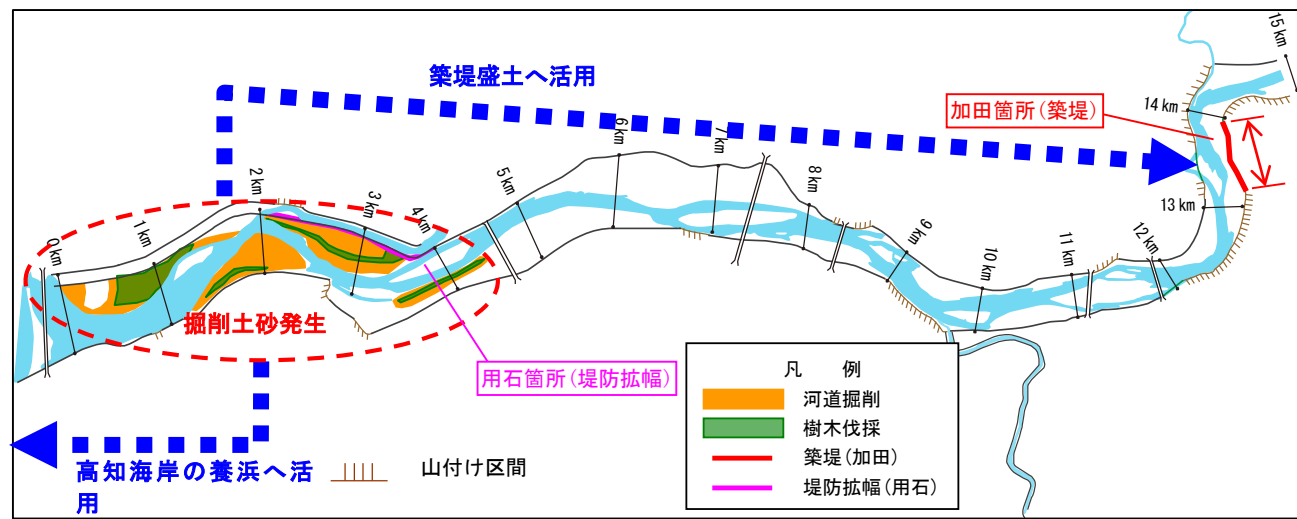 築堤盛土へ活用
加田箇所(築堤)
15 km
14 km
13 km
12 km
11 km
10 km
9 km
8 km
7 km
6 km
5 km
4 km
3 km
2 km
1 km
0 km
掘削土砂発生
用石箇所(堤防拡幅)
高知海岸の養浜へ活
用
山付け区間
凡 例
河道掘削
樹木伐採
築堤(加田)
堤防拡幅(用石)